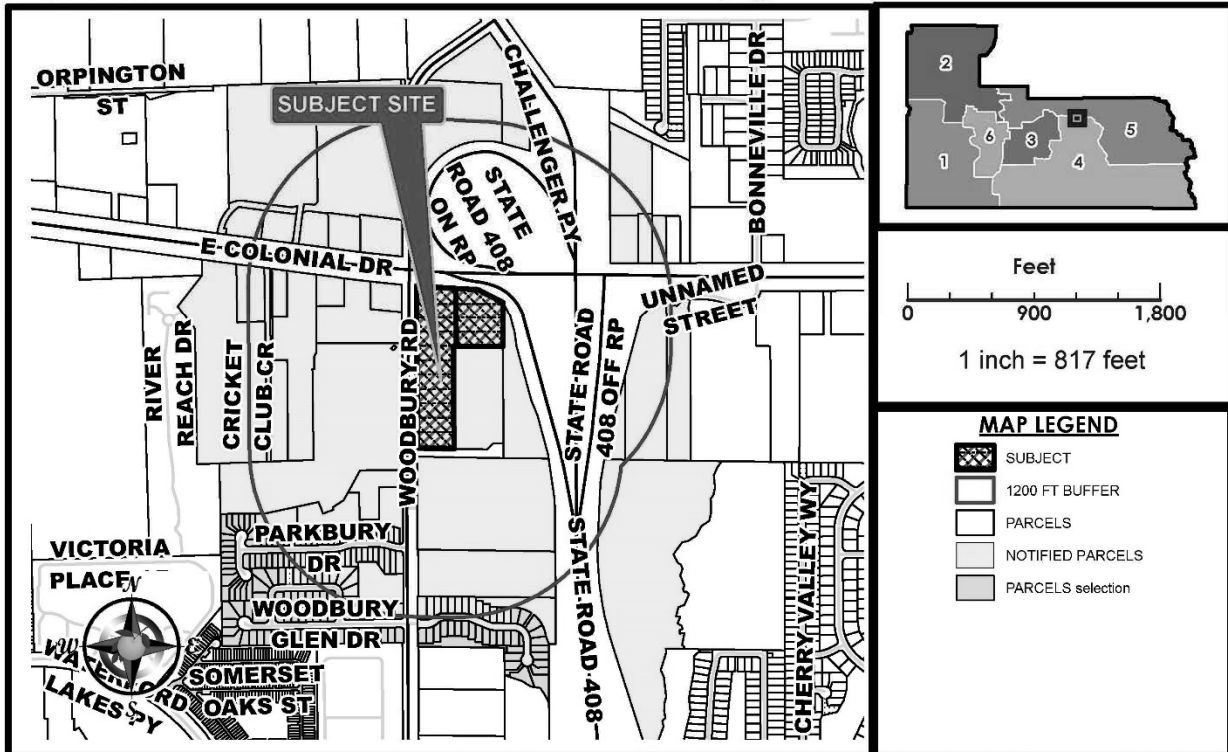 ORPINGTON
ST
SUBJECT SITE
CHALLENGER PY
BONNEVILLE DR
STATE
ROAD 408
ON RP
E COLONIAL DR
UNNAMED
STREET
RIVER
REACH DR
CRICKET
CLUB CR
WOODBURY RD
STATE ROAD
408 OFF RP
PARKBURY
DR
VICTORIA
PLACE
N
W
E
S
WOODBURY
GLEN DR
STATE ROAD 408
CHERRY VALLEY WY
WATERFORD
LAKES PY
SOMERSET
OAKS ST
2
1
6
3
4
5
Feet
0 900 1,800
1 inch = 817 feet
MAP LEGEND
SUBJECT
1200 FT BUFFER
PARCELS
NOTIFIED PARCELS
PARCELS selection